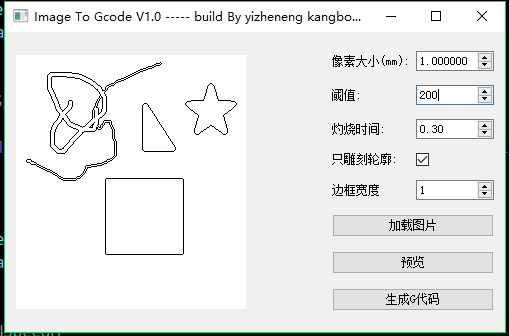 Image To Gcode V1.0 ----- build By yizheneng kangbo...
像素大小(mm): 1.000000
阈值: 200
灼烧时间: 0.30
只雕刻轮廓:
边框宽度 1
加载图片
预览
生成G代码